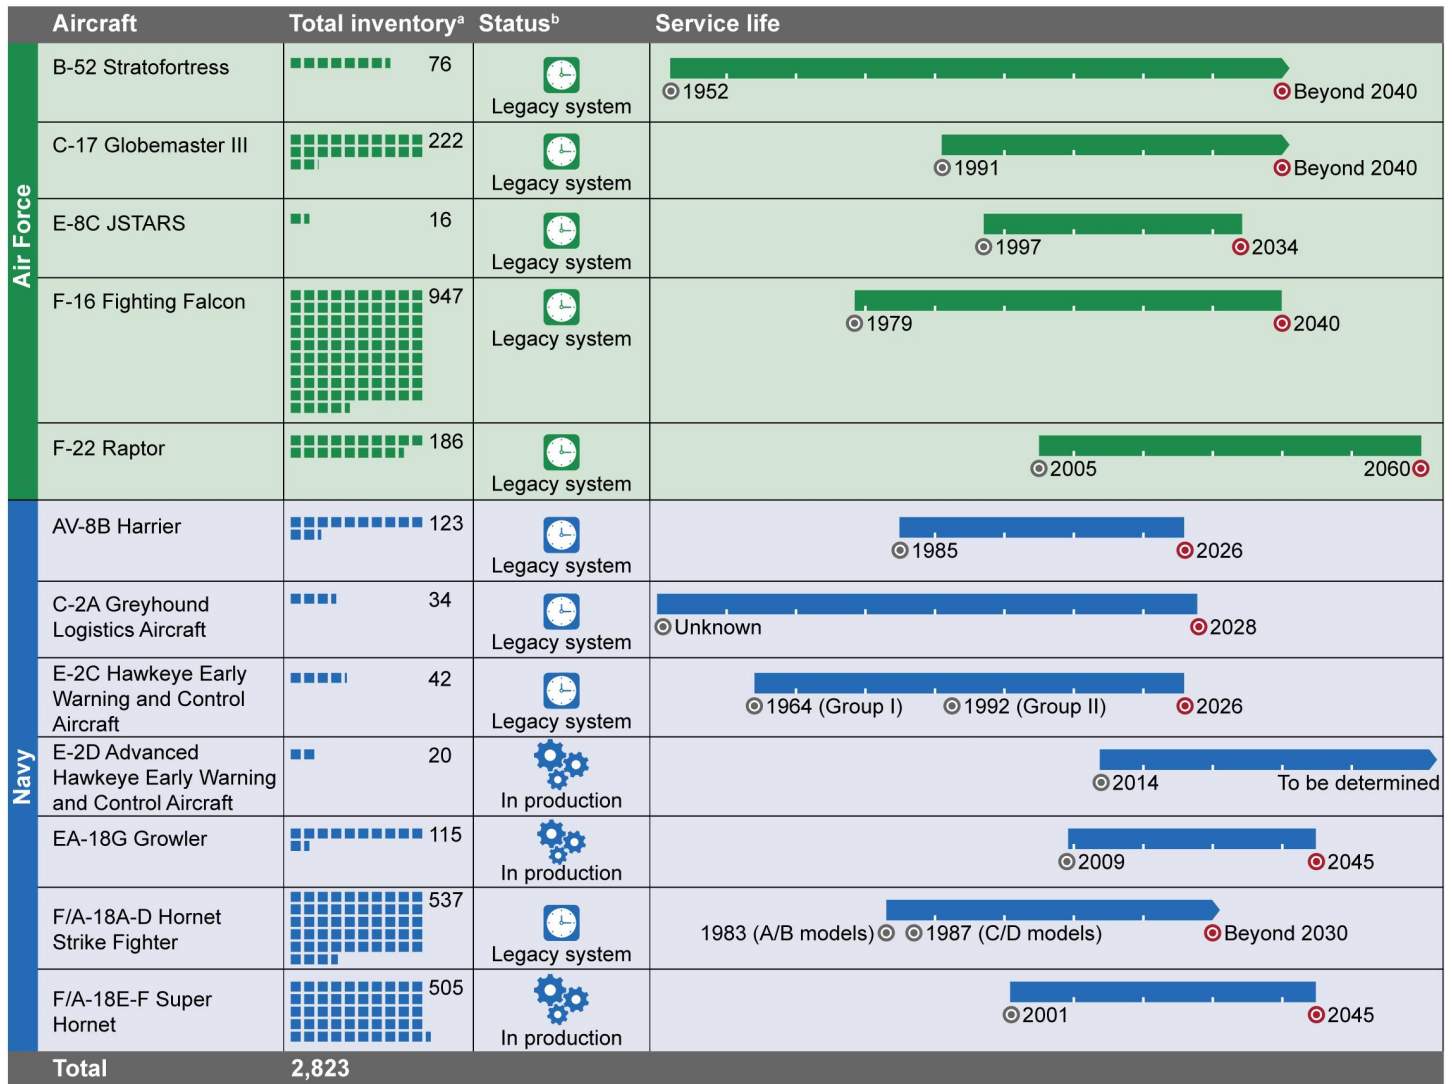 Aircraft Total inventorya Statusb Service life
Air Force
B-52 Stratofortress 76
Legacy system
1952 Beyond 2040
C-17 Globemaster III 222
Legacy system
1991 Beyond 2040
E-8C JSTARS 16
Legacy system
1997 2034
F-16 Fighting Falcon 947
Legacy system
1979 2040
F-22 Raptor 186
Legacy system
2005 2060
Navy
AV-8B Harrier 123
Legacy system
1985 2026
C-2A Greyhound
Logistics Aircraft
34
Legacy system
Unknown 2028
E-2C Hawkeye Early
Warning and Control
Aircraft
42
Legacy system
1964 (Group I) 1992 (Group II) 2026
E-2D Advanced
Hawkeye Early Warning
and Control Aircraft
20
In production
2014 To be determined
EA-18G Growler 115
In production
2009 2045
F/A-18A-D Hornet
Strike Fighter
537
Legacy system
1983 (A/B models) 1987 (C/D models) Beyond 2030
F/A-18E-F Super
Hornet
505
In production
2001 2045
Total 2,823